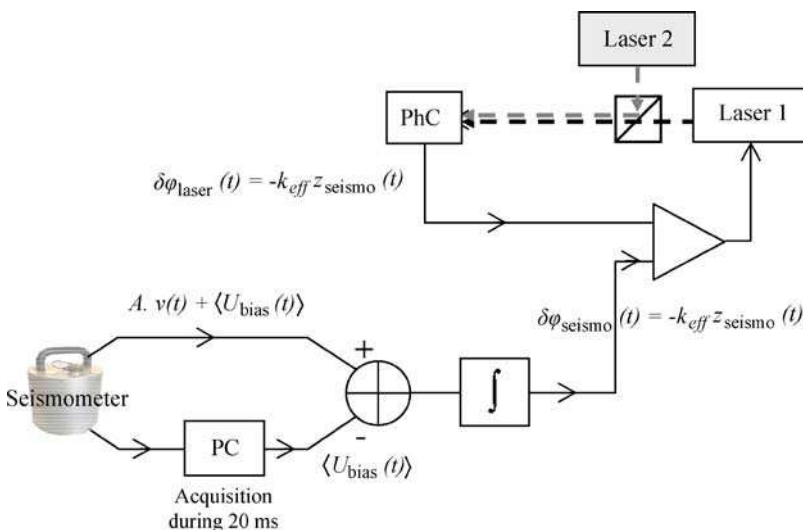 Laser 2
PhC
Laser 1
δφlaser (t) = -keff zseismo (t)
A. v(t) + ⟨Ubias (t)⟩
δφseismo (t) = -keff zseismo (t)
+
Seismometer
∫
PC
-
⟨Ubias (t)⟩
Acquisition
during 20 ms